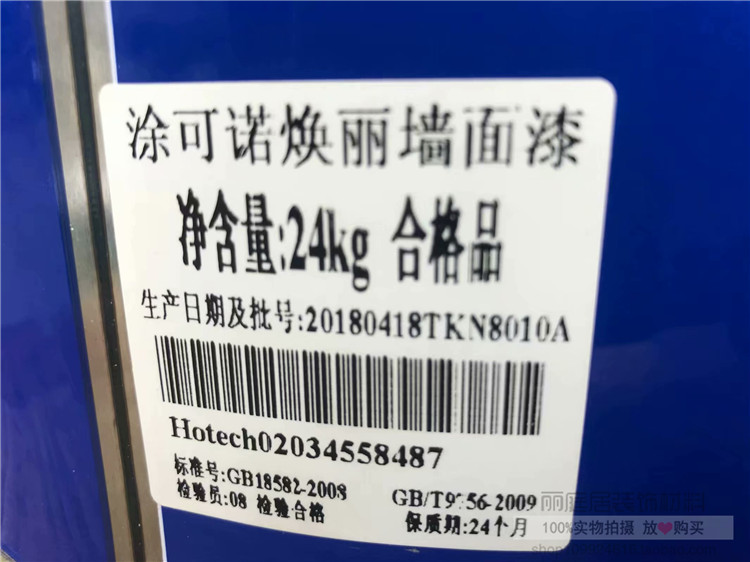 涂可诺焕丽墙面漆
净含量:24kg 合格品
生产日期及批号:20180418TKN8010A
Hotech02034558487
标准号:GB18582-2008 GB/T9756-2009
检验员:08 检验合格 保质期:24个月
100%实物拍摄 放❤购买